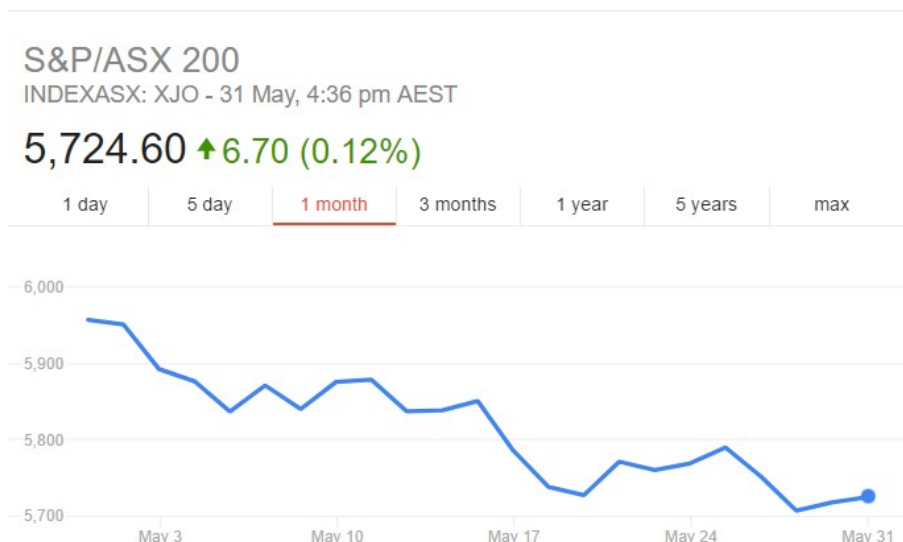 S&P/ASX 200
INDEXASX: XJO - 31 May, 4:36 pm AEST
5,724.60 ↑ 6.70 (0.12%)
1 day 5 day 1 month 3 months 1 year 5 years max
6,000
5,900
5,800
5,700
May 3 May 10 May 17 May 24 May 31